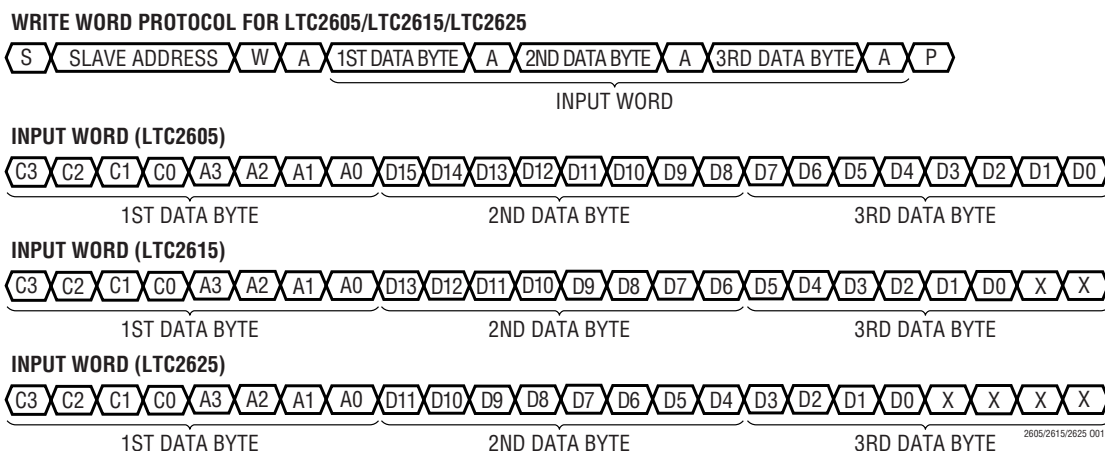 WRITE WORD PROTOCOL FOR LTC2605/LTC2615/LTC2625
S SLAVE ADDRESS W A 1ST DATA BYTE A 2ND DATA BYTE A 3RD DATA BYTE A P
INPUT WORD
INPUT WORD (LTC2605)
C3 C2 C1 C0 A3 A2 A1 A0 D15 D14 D13 D12 D11 D10 D9 D8 D7 D6 D5 D4 D3 D2 D1 D0
1ST DATA BYTE 2ND DATA BYTE 3RD DATA BYTE
INPUT WORD (LTC2615)
C3 C2 C1 C0 A3 A2 A1 A0 D13 D12 D11 D10 D9 D8 D7 D6 D5 D4 D3 D2 D1 D0 X X
1ST DATA BYTE 2ND DATA BYTE 3RD DATA BYTE
INPUT WORD (LTC2625)
C3 C2 C1 C0 A3 A2 A1 A0 D11 D10 D9 D8 D7 D6 D5 D4 D3 D2 D1 D0 X X X X
1ST DATA BYTE 2ND DATA BYTE 3RD DATA BYTE 2605/2615/2625 001